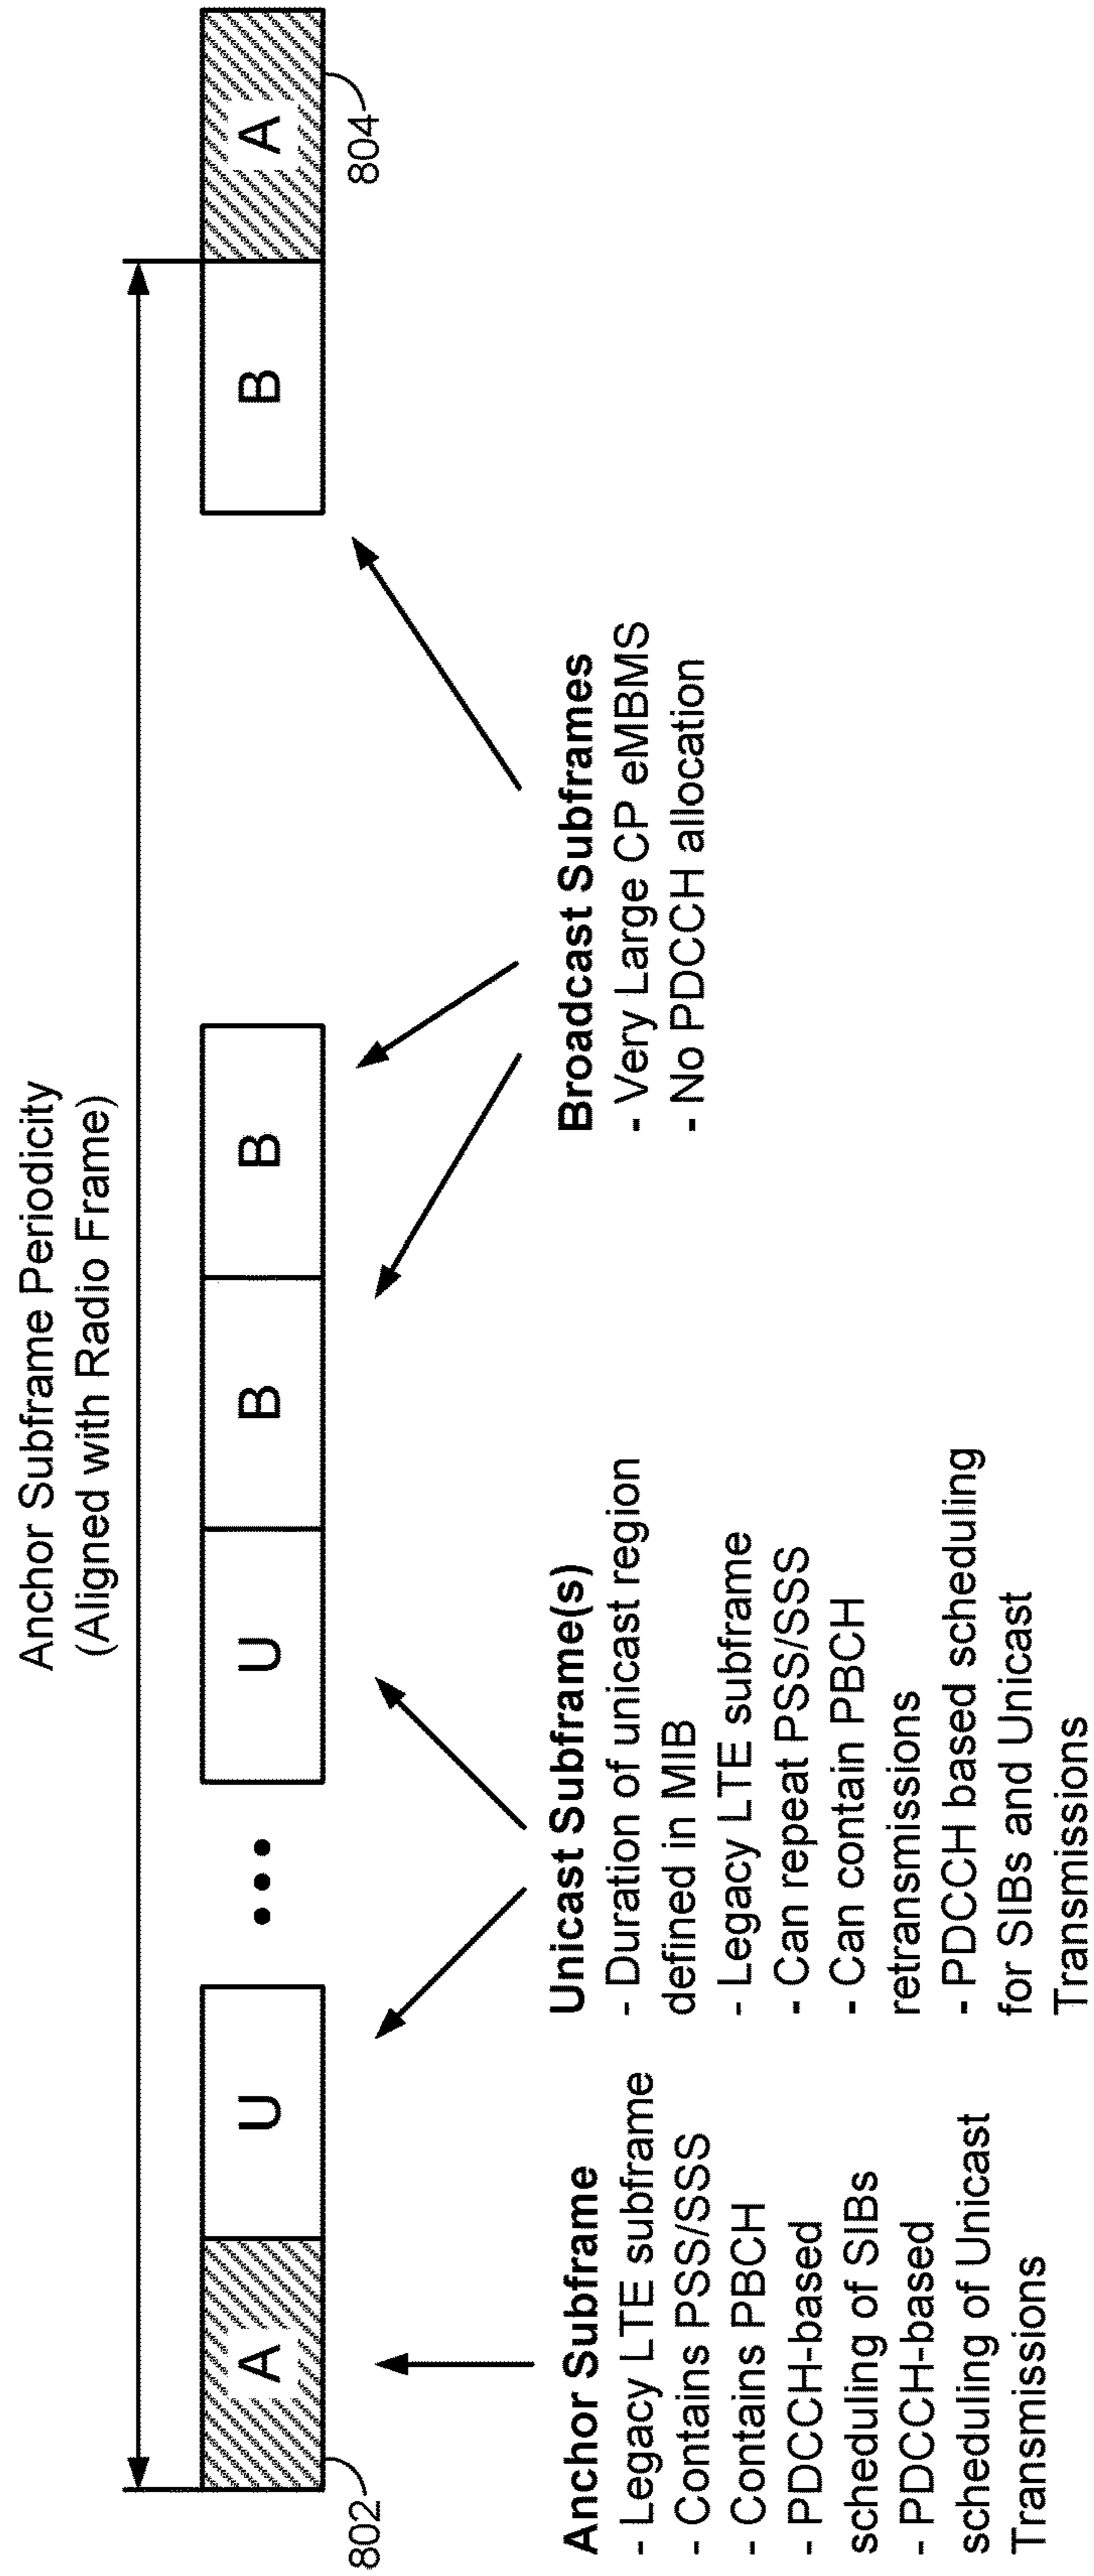 Anchor Subframe Periodicity
(Aligned with Radio Frame)
A
U
•••
U
B
B
B
A
802
804
Anchor Subframe
- Legacy LTE subframe
- Contains PSS/SSS
- Contains PBCH
- PDCCH-based
scheduling of SIBs
- PDCCH-based
scheduling of Unicast
Transmissions
Unicast Subframe(s)
- Duration of unicast region
defined in MIB
- Legacy LTE subframe
- Can repeat PSS/SSS
- Can contain PBCH
retransmissions
- PDCCH based scheduling
for SIBs and Unicast
Transmissions
Broadcast Subframes
- Very Large CP eMBMS
- No PDCCH allocation